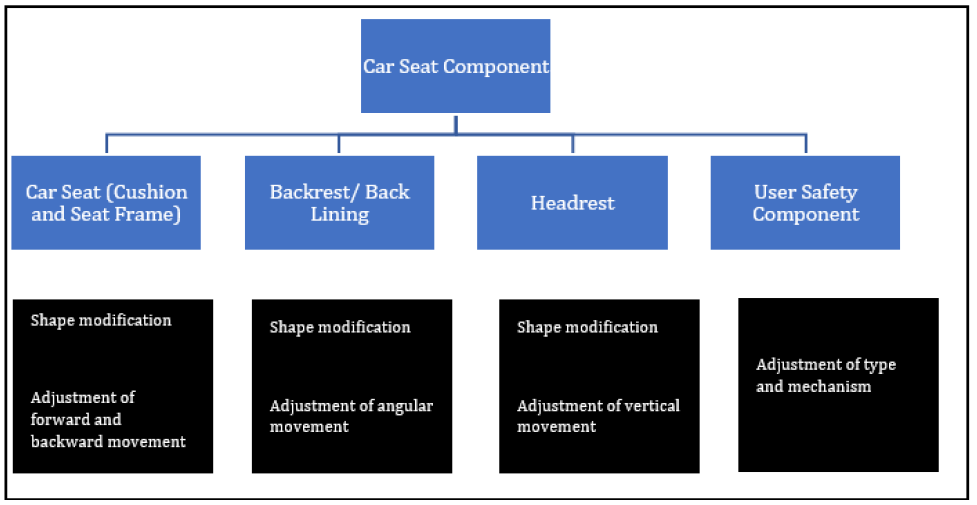 Car Seat Component
Car Seat (Cushion
and Seat Frame)
Backrest/ Back
Lining
Headrest
User Safety
Component
Shape modification
Adjustment of
forward and
backward movement
Shape modification
Adjustment of angular
movement
Shape modification
Adjustment of vertical
movement
Adjustment of type
and mechanism